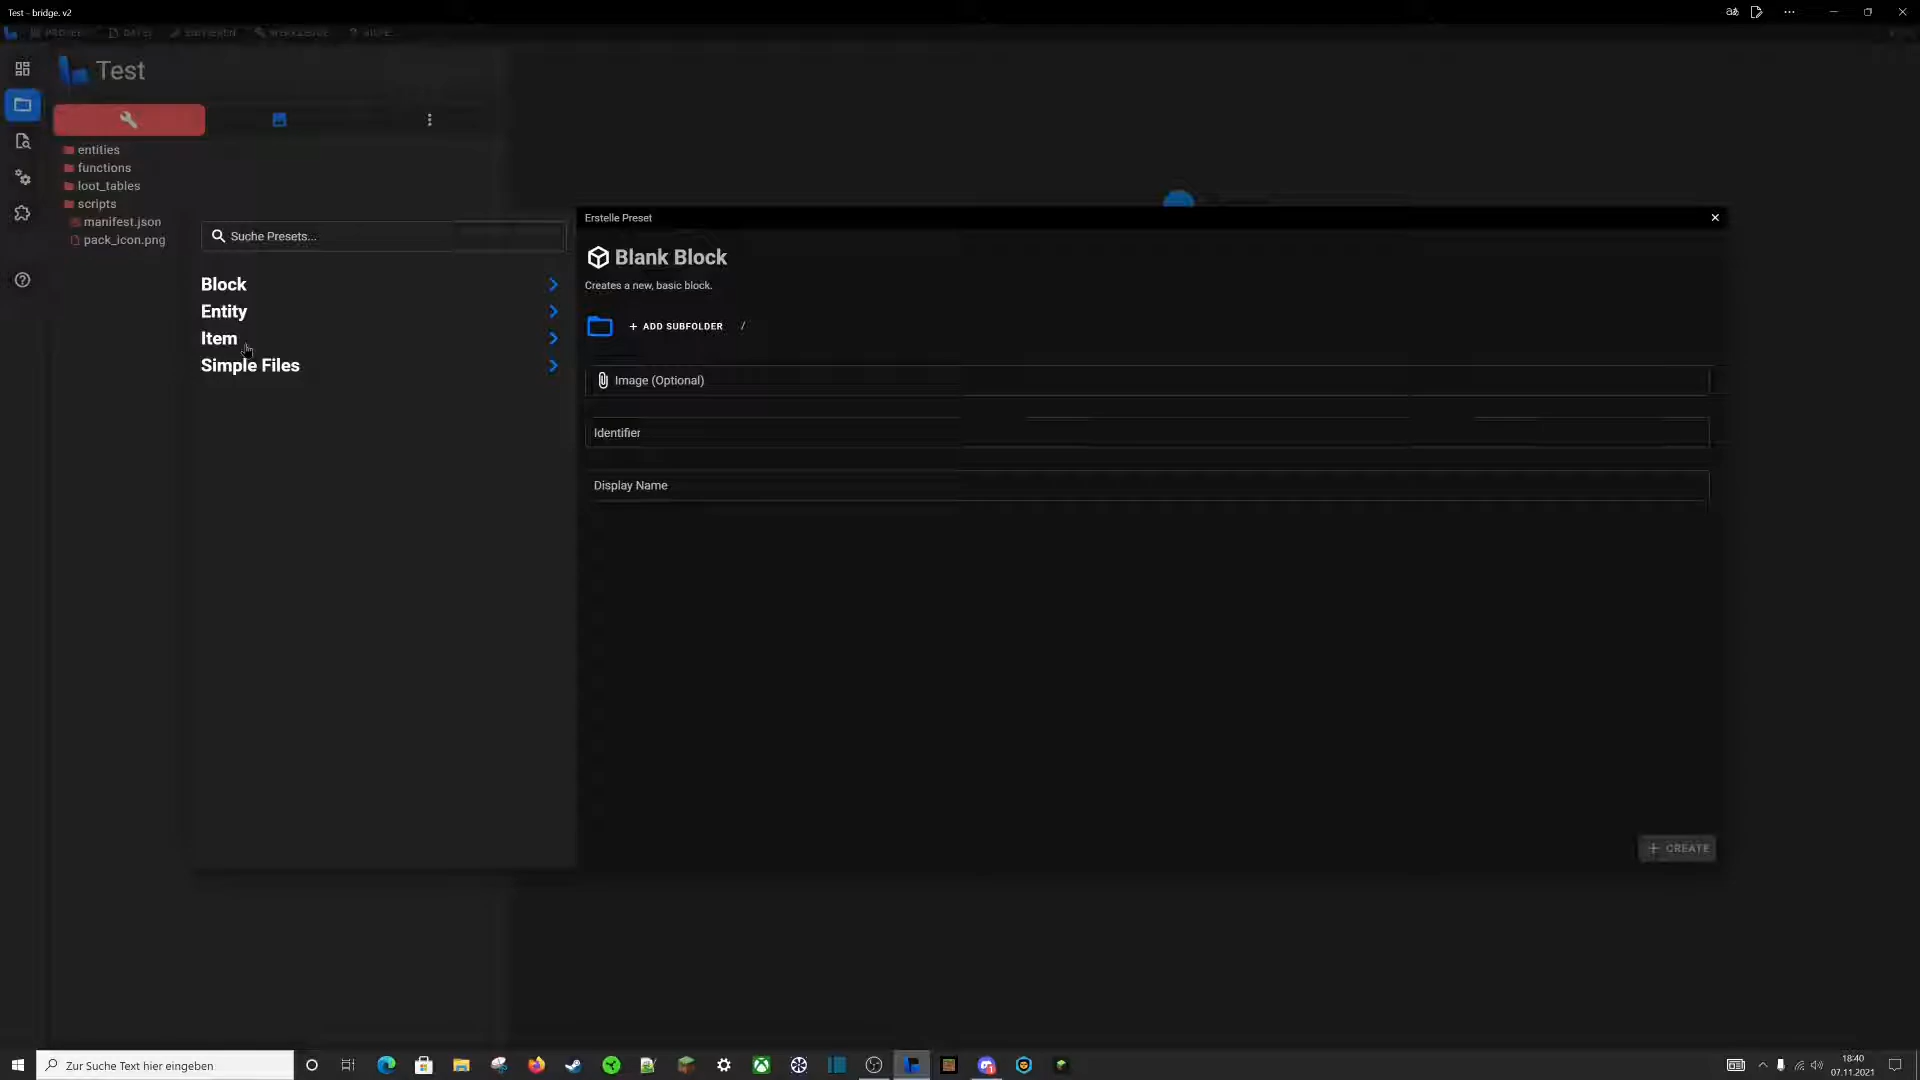 Test - bridge. v2
Test
entities
functions
loot_tables
scripts
manifest.json
pack_icon.png
Suche Presets...
Block
Entity
Item
Simple Files
Erstelle Preset
Blank Block
Creates a new, basic block.
+ ADD SUBFOLDER /
Image (Optional)
Identifier
Display Name
+ CREATE
Zur Suche Text hier eingeben
18:40
07.11.2021